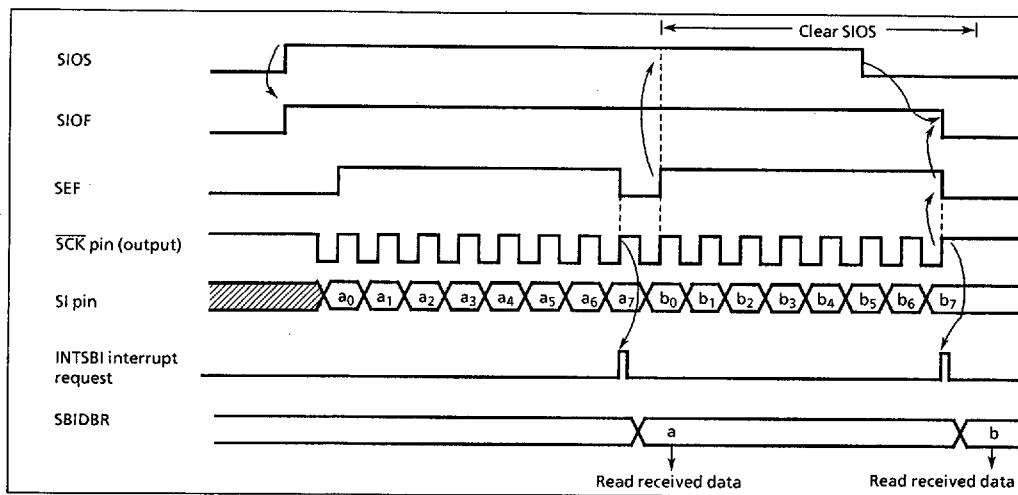 Clear SIOS
SIOS
SIOF
SEF
SCK pin (output)
SI pin
a0 a1 a2 a3 a4 a5 a6 a7 b0 b1 b2 b3 b4 b5 b6 b7
INTSBI interrupt
request
SBIDBR
a b
Read received data Read received data